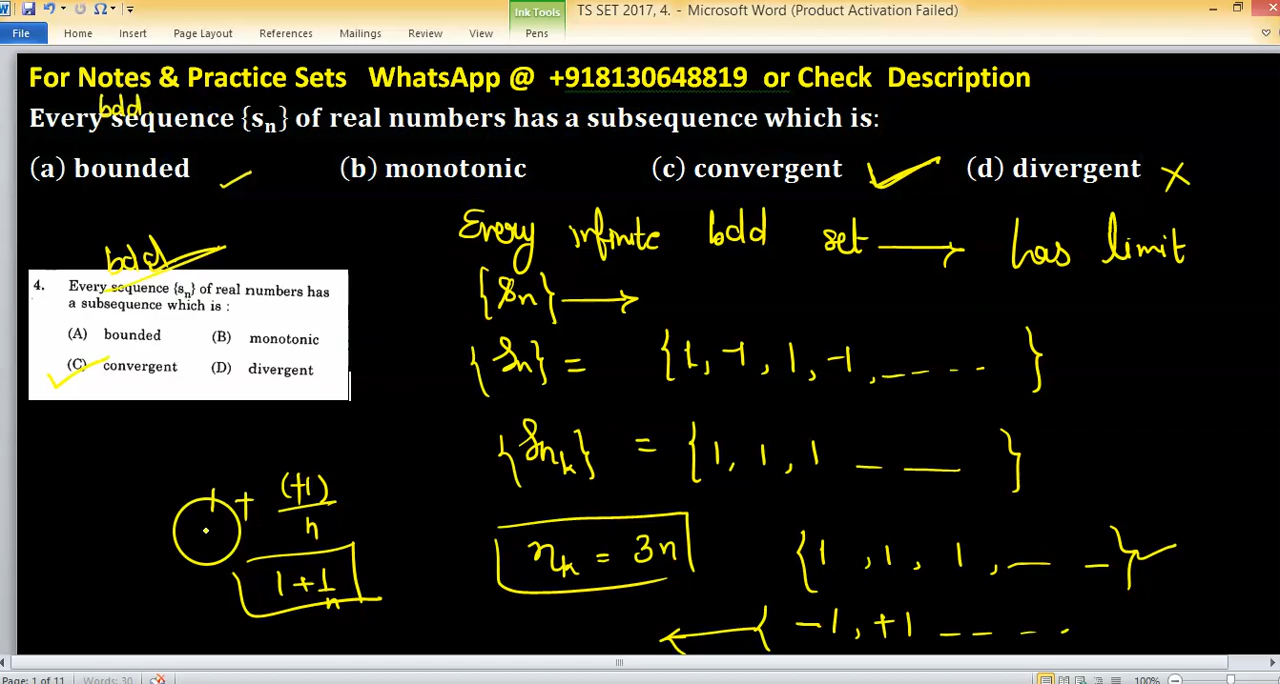 Ink Tools
TS SET 2017, 4. - Microsoft Word (Product Activation Failed)
File Home Insert Page Layout References Mailings Review View Pens
For Notes & Practice Sets WhatsApp @ +918130648819 or Check Description
bdd
Every sequence {sn} of real numbers has a subsequence which is:
(a) bounded (b) monotonic (c) convergent (d) divergent
Every infinite bdd set → has limit
bdd
4. Every sequence {sn} of real numbers has
a subsequence which is :
(A) bounded (B) monotonic
(C) convergent (D) divergent
{Sn} →
{Sn} = {1, -1, 1, -1, ---- }
{Snk} = {1, 1, 1 — — }
nk = 3n {1, 1, 1, — — }
1 + (+1)/n
1 + 1/n
{ -1, +1 ---- 
Page: 1 of 11 Words: 30 100%